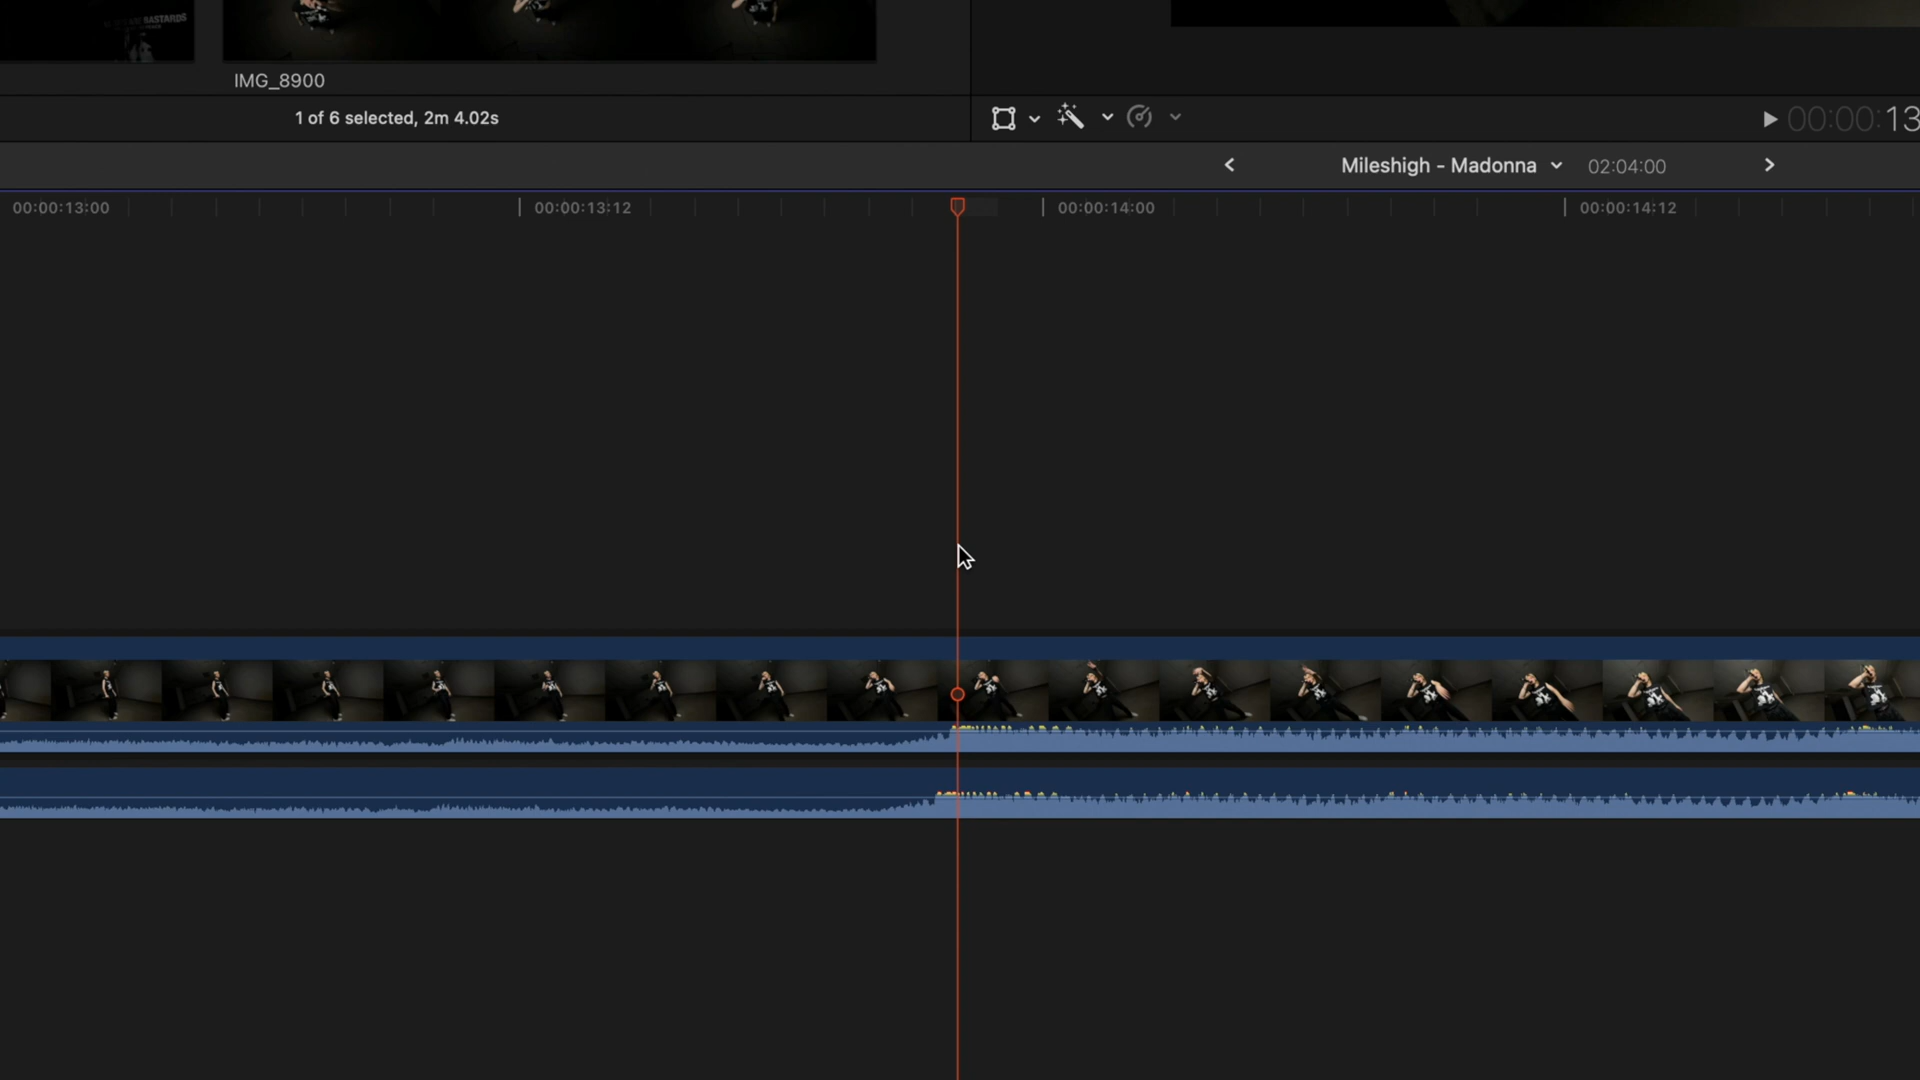 BASTARDS
IMG_8900
1 of 6 selected, 2m 4.02s
00:00:13
Mileshigh - Madonna 02:04:00
00:00:13:00 00:00:13:12 00:00:14:00 00:00:14:12